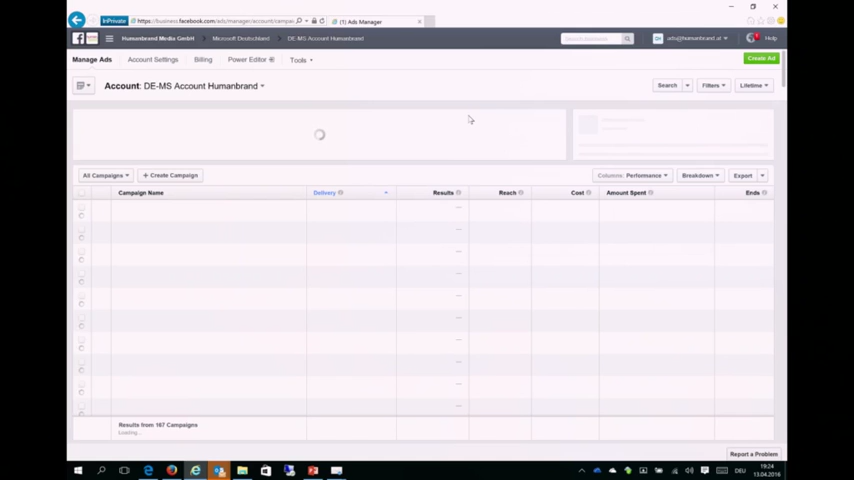 InPrivate https://business.facebook.com/ads/manager/account/campai (1) Ads Manager
Humanbrand Media GmbH Microsoft Deutschland DE-MS Account Humanbrand Search ads@humanbrand.at Help
Manage Ads Account Settings Billing Power Editor Tools Create Ad
Account: DE-MS Account Humanbrand Search Filters Lifetime
All Campaigns + Create Campaign Columns: Performance Breakdown Export
Campaign Name Delivery Results Reach Cost Amount Spent Ends
Results from 167 Campaigns
Loading...
Report a Problem
DEU 19:24
13.04.2016